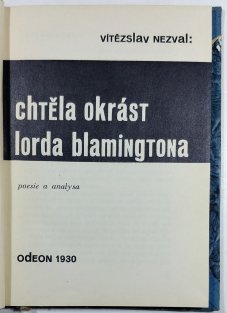 VÍTĚZslav NEZVAL:
chtěla okrást
lorda blamingtona
poesie a analysa
odeon 1930